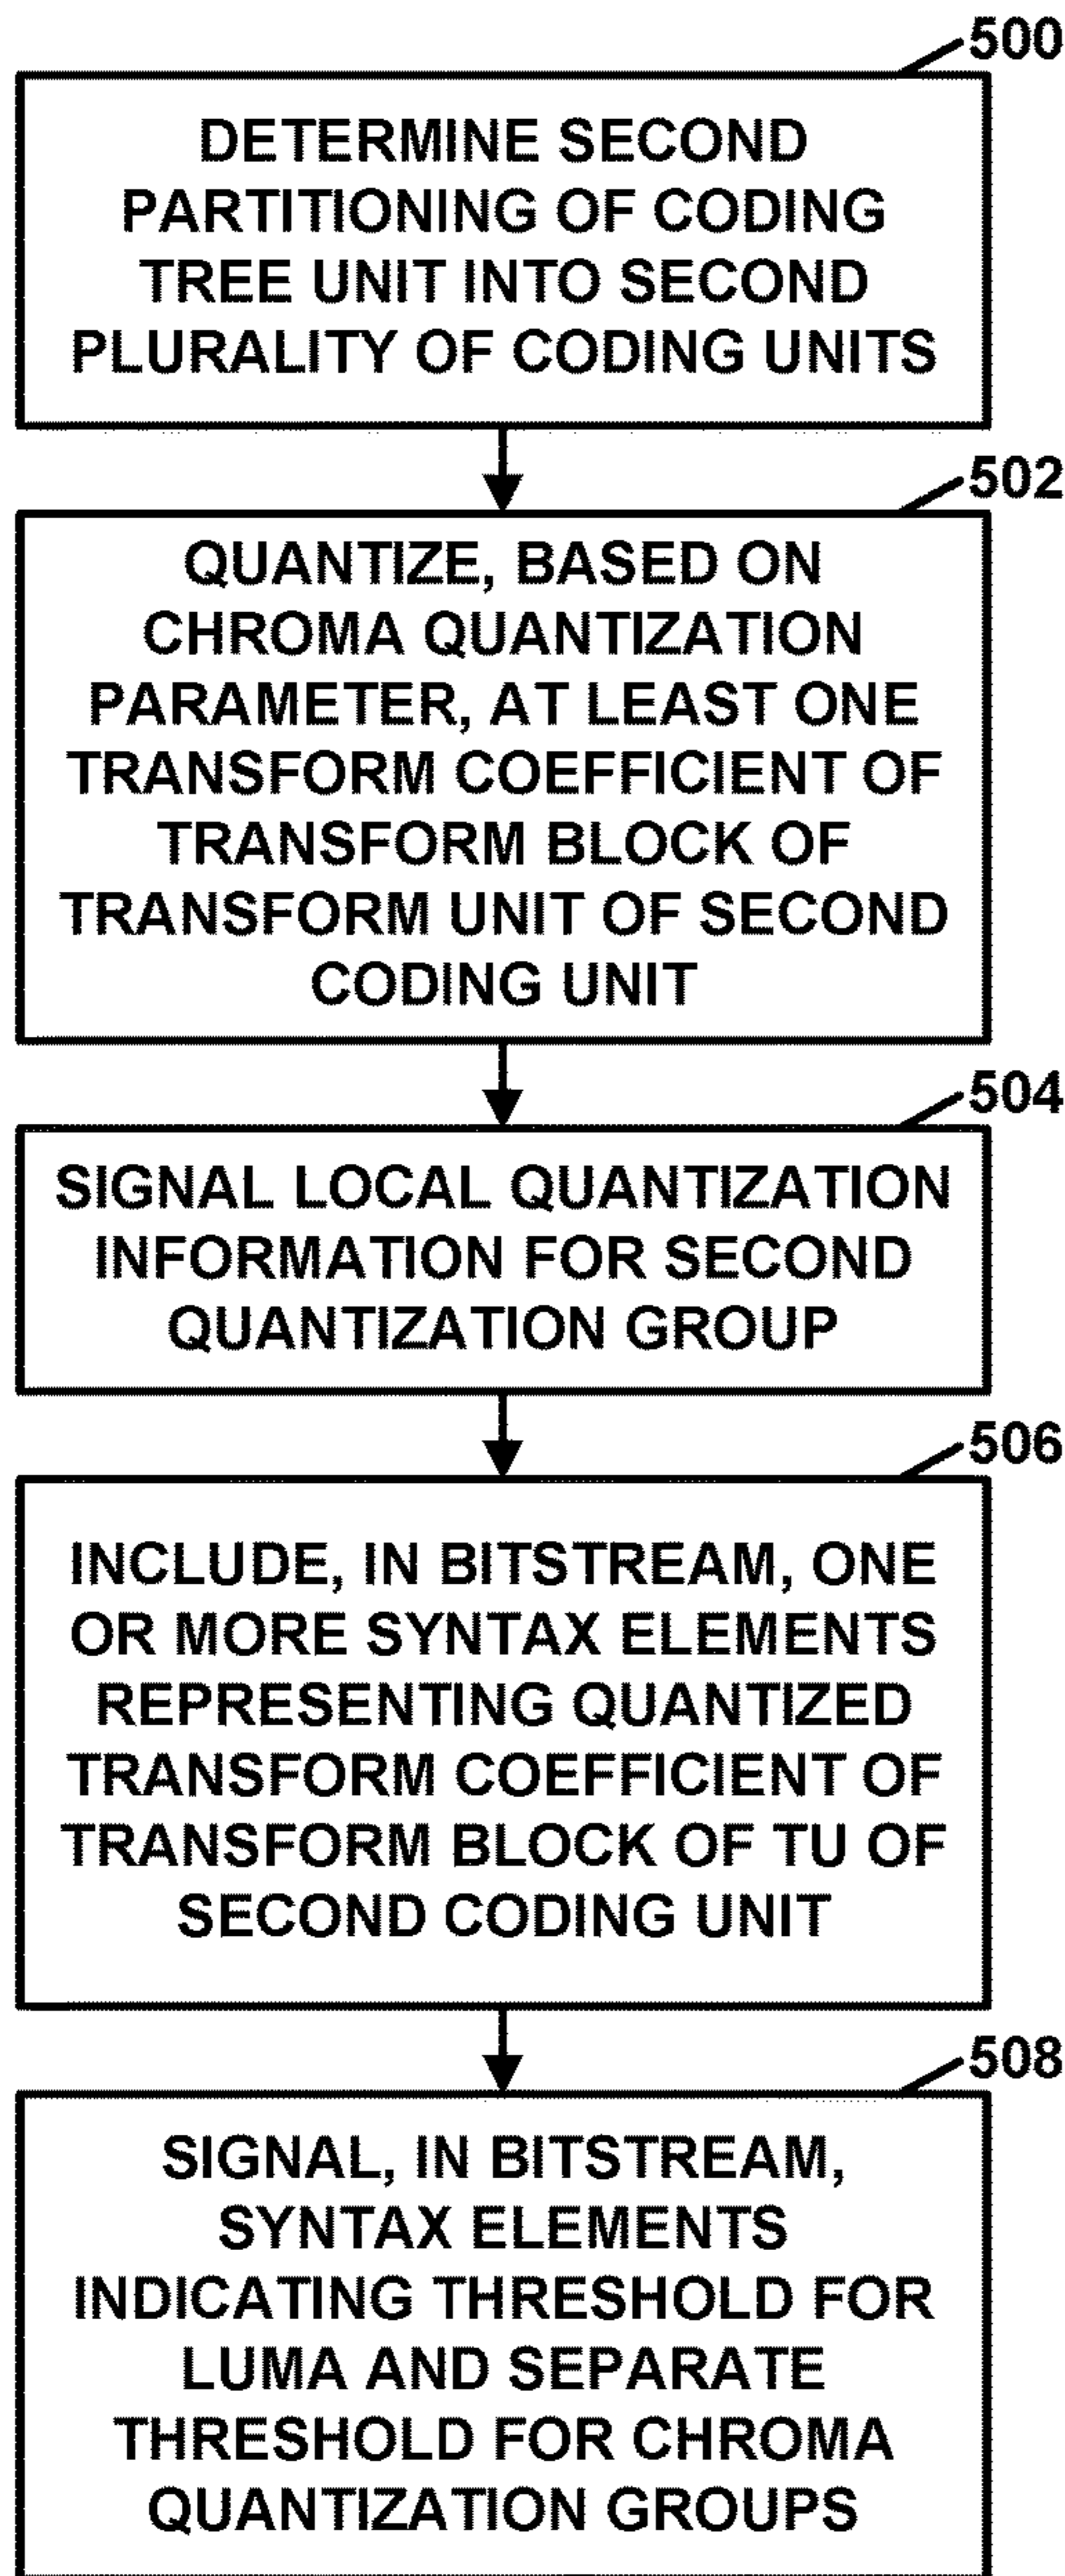 500
DETERMINE SECOND
PARTITIONING OF CODING
TREE UNIT INTO SECOND
PLURALITY OF CODING UNITS
502
QUANTIZE, BASED ON
CHROMA QUANTIZATION
PARAMETER, AT LEAST ONE
TRANSFORM COEFFICIENT OF
TRANSFORM BLOCK OF
TRANSFORM UNIT OF SECOND
CODING UNIT
504
SIGNAL LOCAL QUANTIZATION
INFORMATION FOR SECOND
QUANTIZATION GROUP
506
INCLUDE, IN BITSTREAM, ONE
OR MORE SYNTAX ELEMENTS
REPRESENTING QUANTIZED
TRANSFORM COEFFICIENT OF
TRANSFORM BLOCK OF TU OF
SECOND CODING UNIT
508
SIGNAL, IN BITSTREAM,
SYNTAX ELEMENTS
INDICATING THRESHOLD FOR
LUMA AND SEPARATE
THRESHOLD FOR CHROMA
QUANTIZATION GROUPS